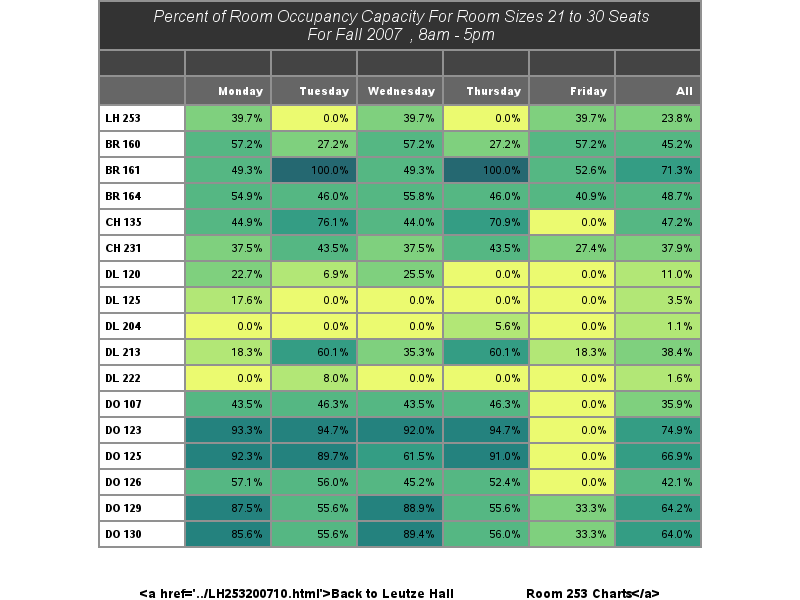 Percent of Room Occupancy Capacity For Room Sizes 21 to 30 Seats
For Fall 2007 , 8am - 5pm
Monday Tuesday Wednesday Thursday Friday All
LH 253 39.7% 0.0% 39.7% 0.0% 39.7% 23.8%
BR 160 57.2% 27.2% 57.2% 27.2% 57.2% 45.2%
BR 161 49.3% 100.0% 49.3% 100.0% 52.6% 71.3%
BR 164 54.9% 46.0% 55.8% 46.0% 40.9% 48.7%
CH 135 44.9% 76.1% 44.0% 70.9% 0.0% 47.2%
CH 231 37.5% 43.5% 37.5% 43.5% 27.4% 37.9%
DL 120 22.7% 6.9% 25.5% 0.0% 0.0% 11.0%
DL 125 17.6% 0.0% 0.0% 0.0% 0.0% 3.5%
DL 204 0.0% 0.0% 0.0% 5.6% 0.0% 1.1%
DL 213 18.3% 60.1% 35.3% 60.1% 18.3% 38.4%
DL 222 0.0% 8.0% 0.0% 0.0% 0.0% 1.6%
DO 107 43.5% 46.3% 43.5% 46.3% 0.0% 35.9%
DO 123 93.3% 94.7% 92.0% 94.7% 0.0% 74.9%
DO 125 92.3% 89.7% 61.5% 91.0% 0.0% 66.9%
DO 126 57.1% 56.0% 45.2% 52.4% 0.0% 42.1%
DO 129 87.5% 55.6% 88.9% 55.6% 33.3% 64.2%
DO 130 85.6% 55.6% 89.4% 56.0% 33.3% 64.0%
<a href='../LH253200710.html'>Back to Leutze Hall Room 253 Charts</a>